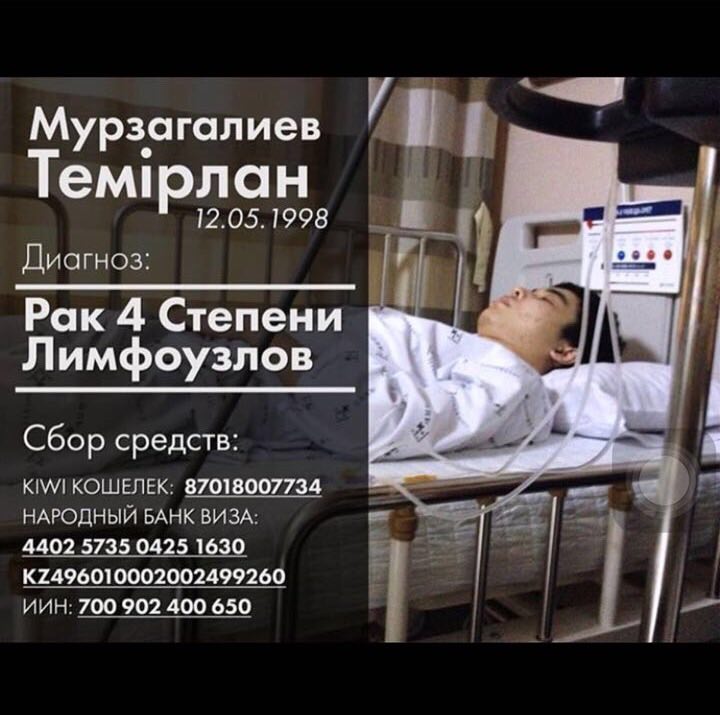 Мурзагалиев
Темірлан
12.05.1998
Диагноз:
Рак 4 Степени
Лимфоузлов
Сбор средств:
KIWI КОШЕЛЕК: 87018007734
НАРОДНЫЙ БАНК ВИЗА:
4402 5735 0425 1630
KZ496010002002499260
ИИН: 700 902 400 650